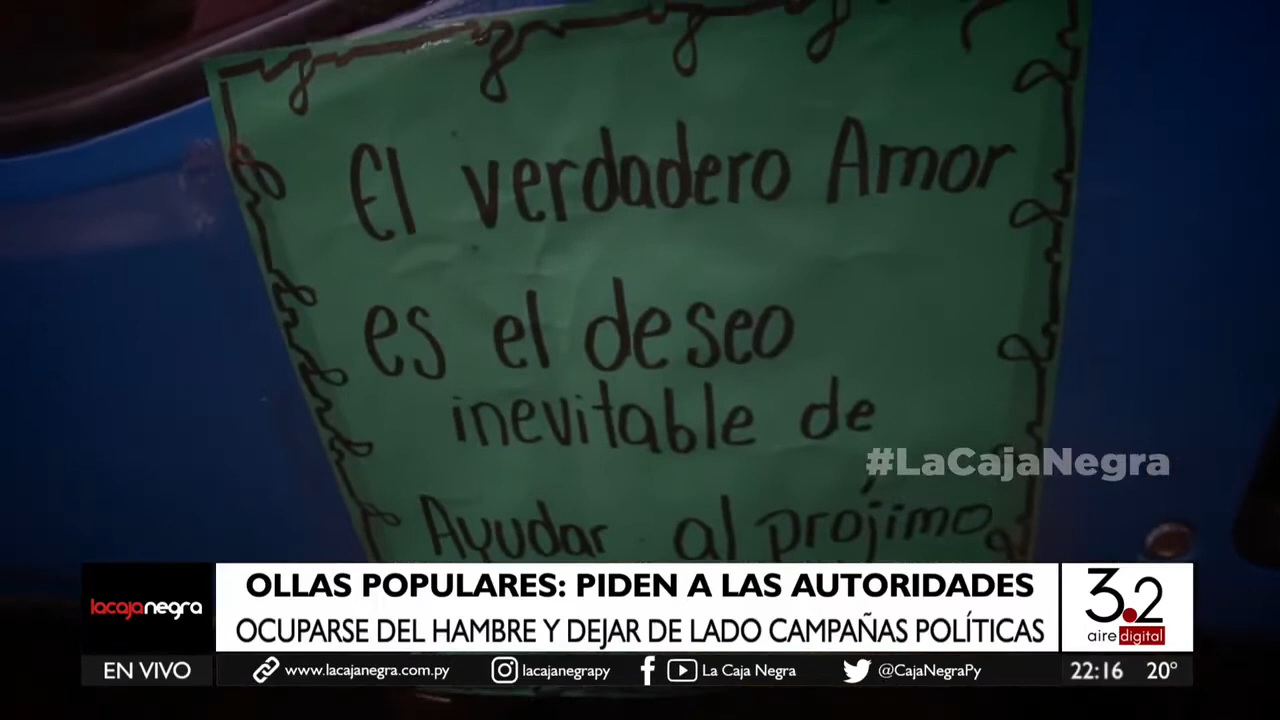 El verdadero Amor
es el deseo
inevitable de
Ayudar al prójimo
#LaCajaNegra
lacajanegra
OLLAS POPULARES: PIDEN A LAS AUTORIDADES
OCUPARSE DEL HAMBRE Y DEJAR DE LADO CAMPAÑAS POLÍTICAS
3.2
aire digital
EN VIVO
www.lacajanegra.com.py
lacajanegrapy
La Caja Negra
@CajaNegraPy
22:16 20°